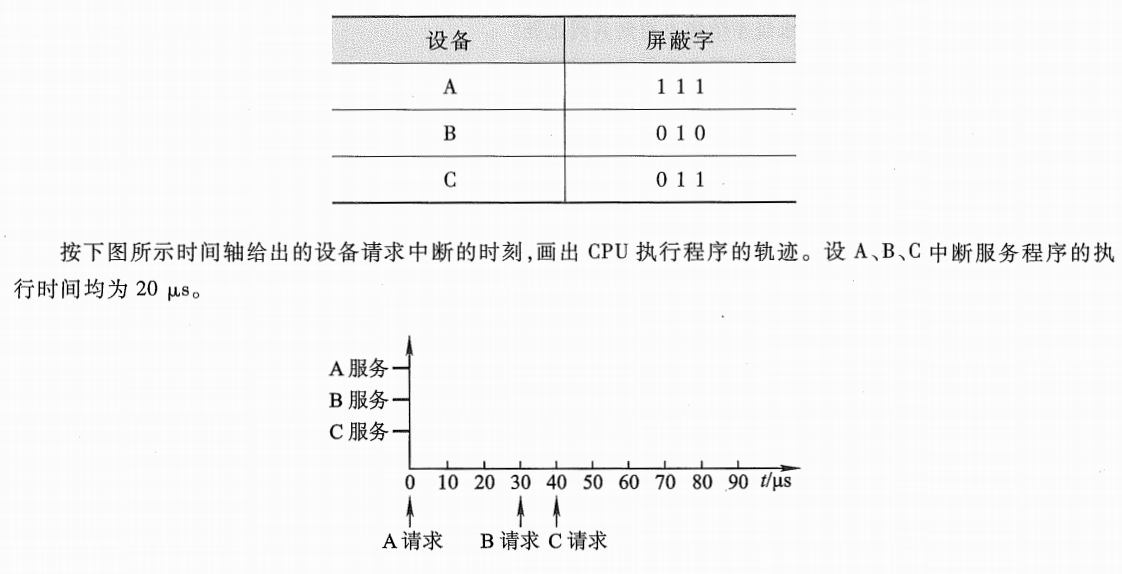 设备 屏蔽字
A 1 1 1
B 0 1 0
C 0 1 1
按下图所示时间轴给出的设备请求中断的时刻,画出 CPU 执行程序的轨迹。设 A、B、C 中断服务程序的执
行时间均为 20 μs。
A 服务
B 服务
C 服务
0 10 20 30 40 50 60 70 80 90 t/μs
A 请求 B 请求 C 请求